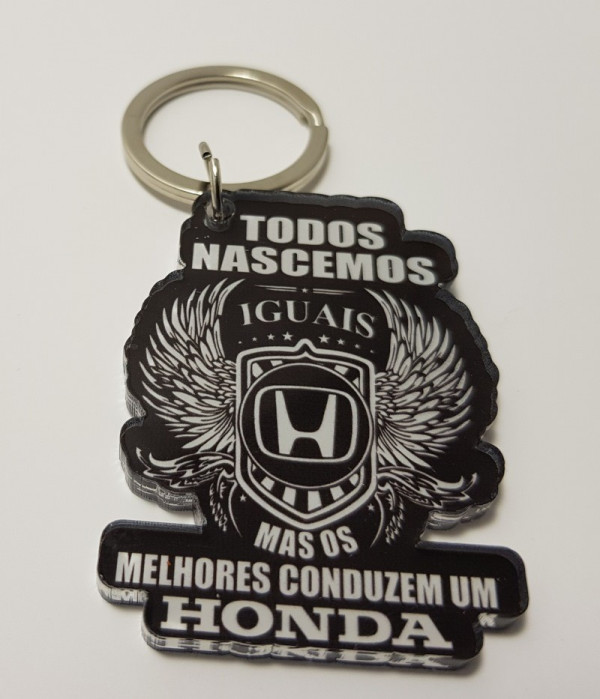 TODOS
NASCEMOS
IGUAIS
MAS OS
MELHORES CONDUZEM UM
HONDA